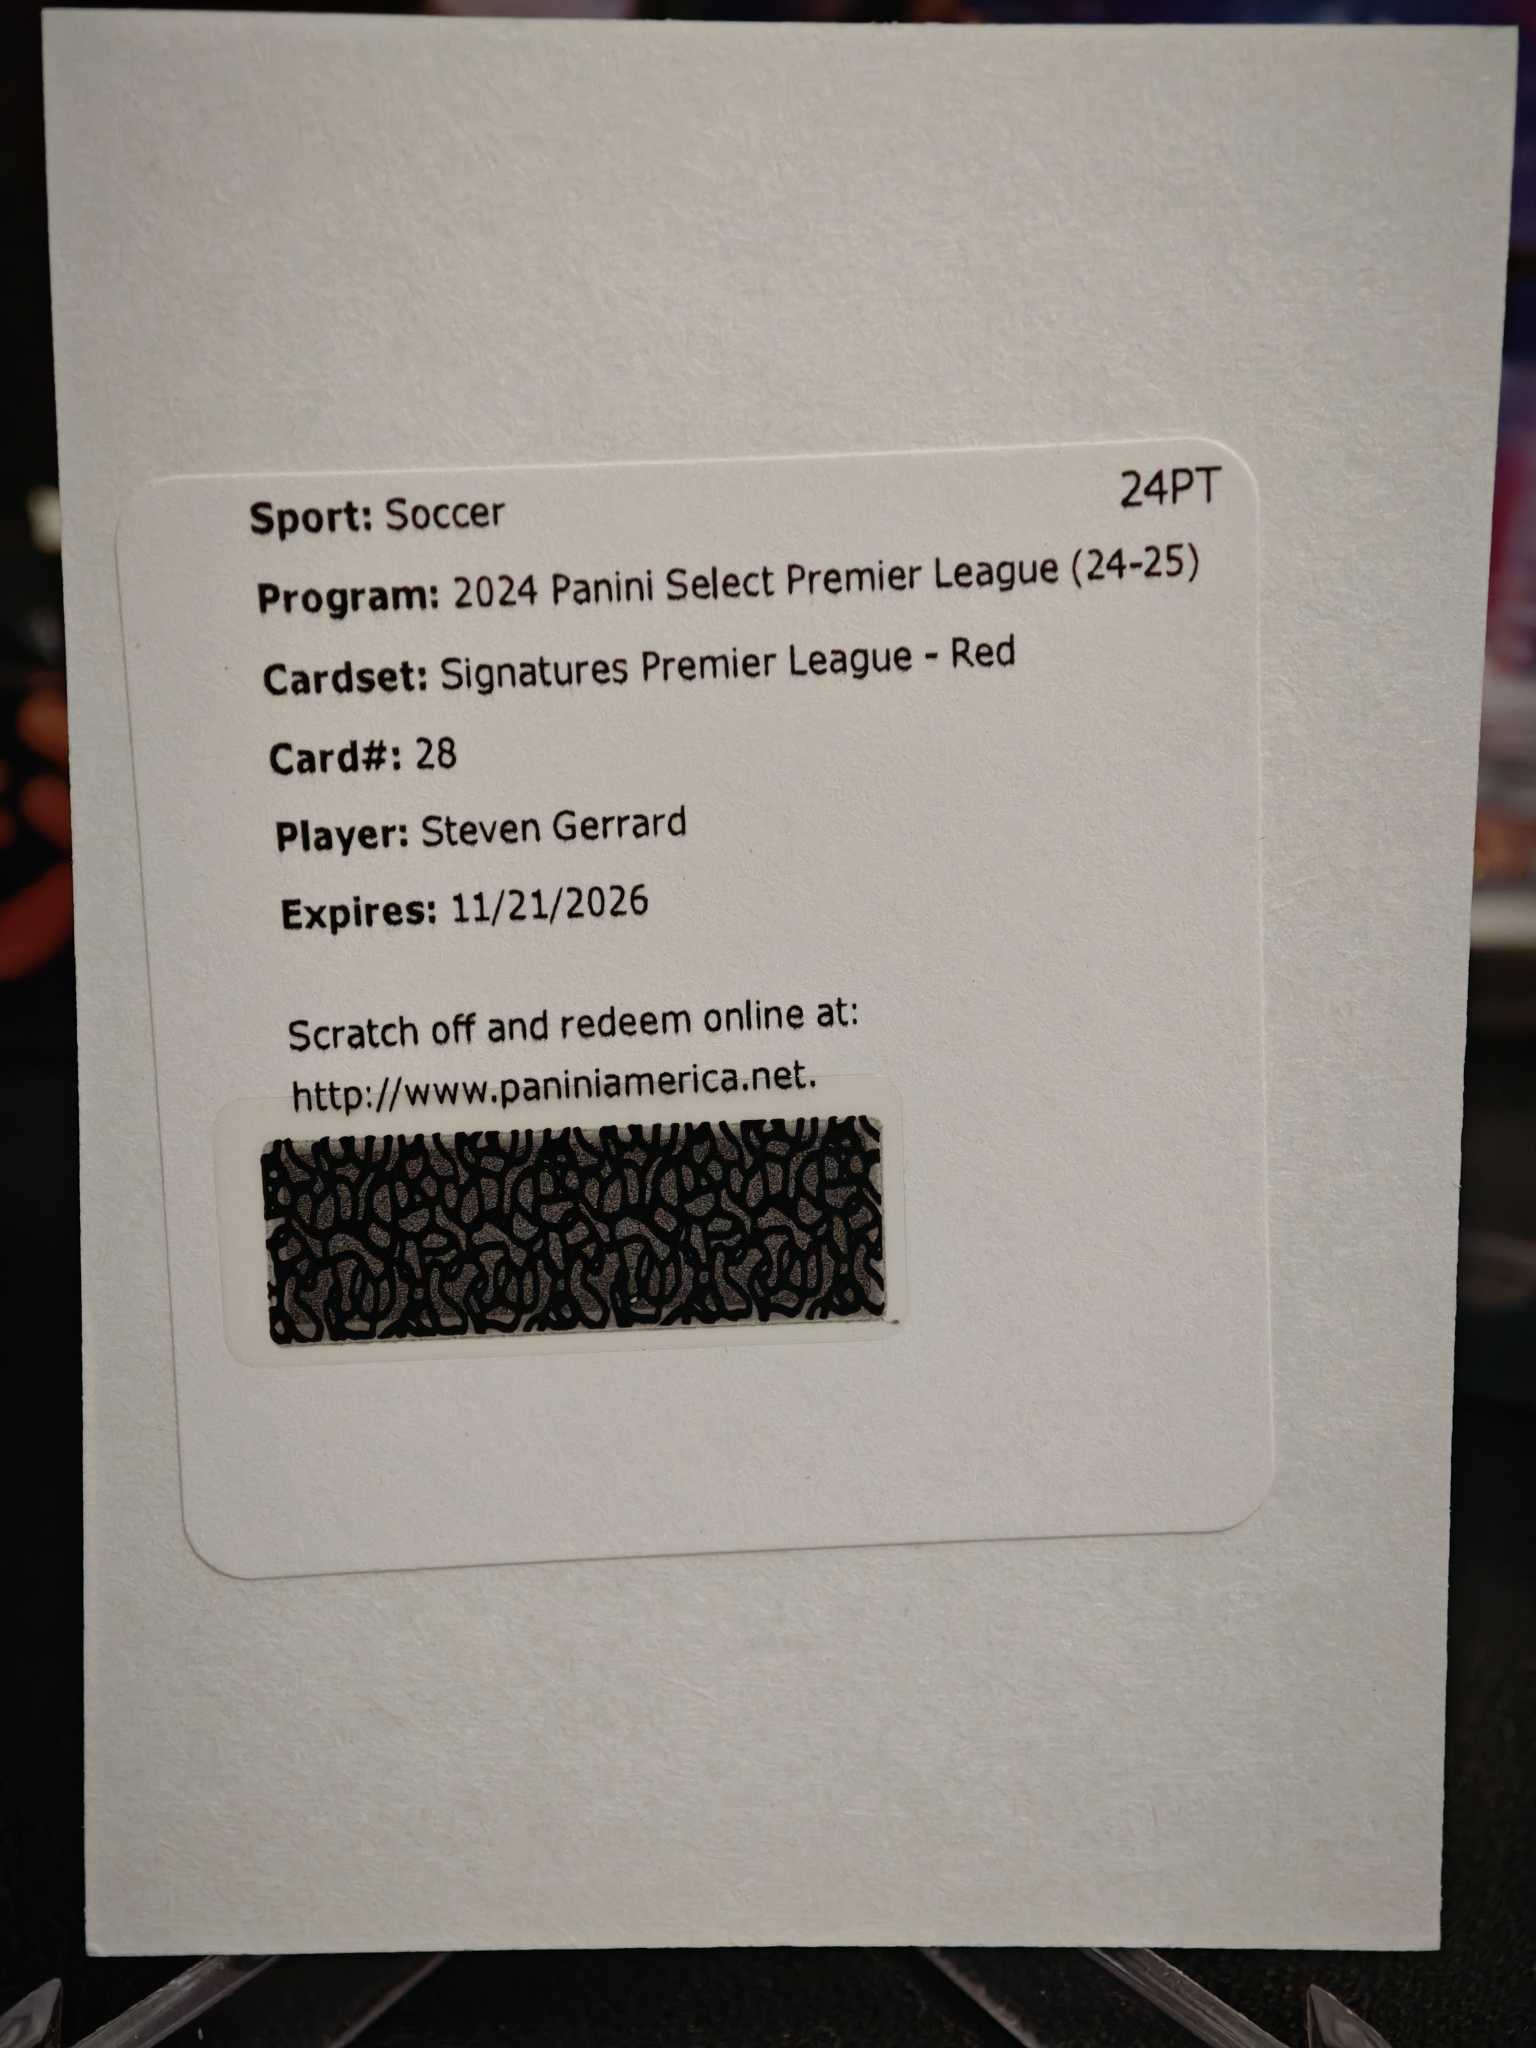 24PT
Sport: Soccer
Program: 2024 Panini Select Premier League (24-25)
Cardset: Signatures Premier League - Red
Card#: 28
Player: Steven Gerrard
Expires: 11/21/2026
Scratch off and redeem online at:
http://www.paniniamerica.net.